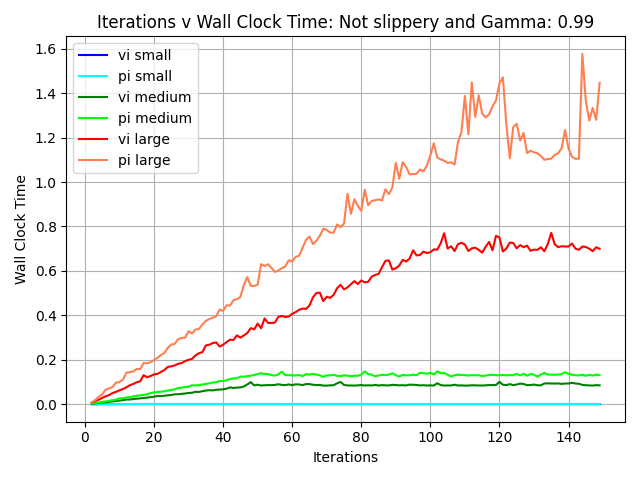 Iterations v Wall Clock Time: Not slippery and Gamma: 0.99
vi small
pi small
vi medium
pi medium
vi large
pi large
Wall Clock Time
1.6
1.4
1.2
1.0
0.8
0.6
0.4
0.2
0.0
0 20 40 60 80 100 120 140
Iterations